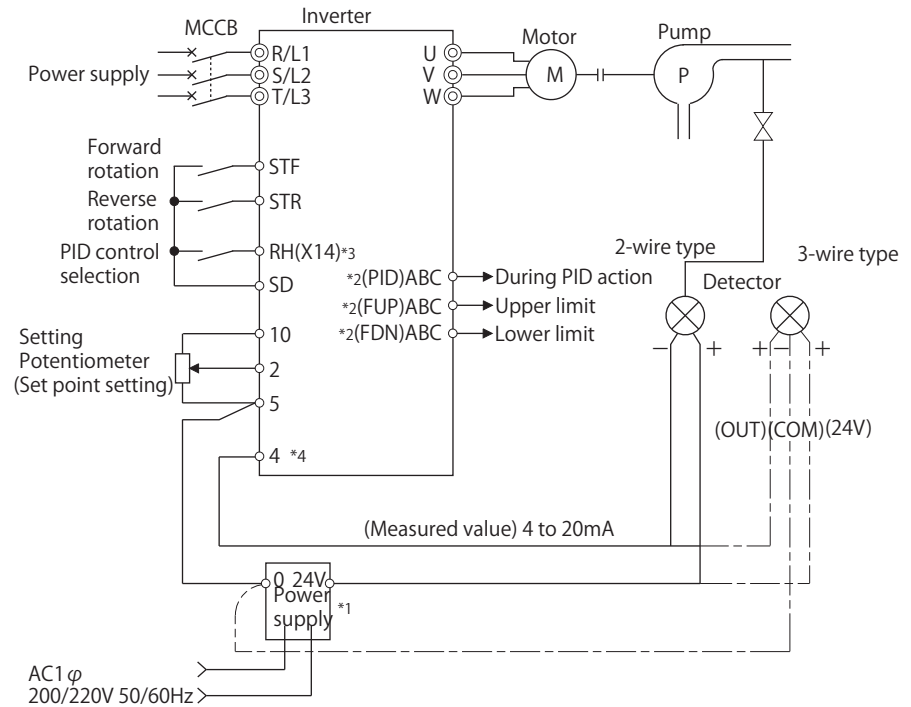 Inverter
MCCB
Motor
Pump
Power supply
R/L1
S/L2
T/L3
U
V
W
M
P
Forward
rotation
STF
Reverse
rotation
STR
PID control
selection
RH(X14)*3
SD
*2(PID)ABC
During PID action
*2(FUP)ABC
Upper limit
*2(FDN)ABC
Lower limit
2-wire type
3-wire type
Detector
− + + − +
(OUT) (COM) (24V)
Setting
Potentiometer
(Set point setting)
10
2
5
4 *4
(Measured value) 4 to 20mA
0 24V
Power
supply *1
AC1φ
200/220V 50/60Hz